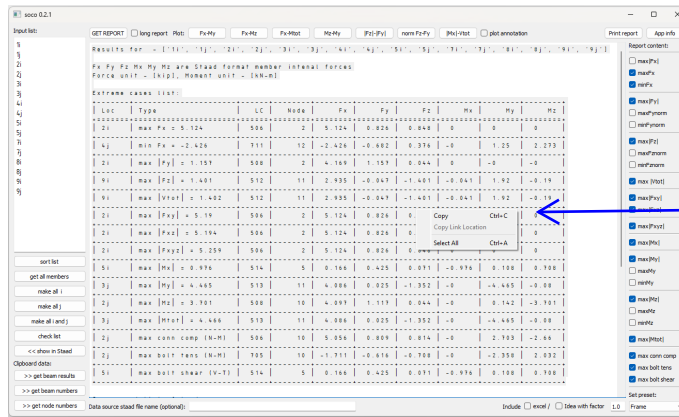 soco 0.2.1
Input list:
GET REPORT long report Plot: Fx-My Fx-Mz Fx-Mtot Mz-My |Fz|-|Fy| norm Fz-Fy |Mx|-Vtot plot annotation Print report App info
Report content:
1i
1j
2i
2j
3i
3j
4i
4j
5i
5j
7i
7j
8i
8j
9i
9j
Results for - ['1i', '1j', '2i', '2j', '3i', '3j', '4i', '4j', '5i', '5j', '7i', '7j', '8i', '8j', '9i', '9j']
Fx Fy Fz Mx My Mz are Staad format member intenal forces
Force unit - [kip], Moment unit - [kN-m]
Extreme cases list:
| Loc | Type | LC | Node | Fx | Fy | Fz | Mx | My | Mz |
| 2i | max Fx = 5.124 | 506 | 2 | 5.124 | 0.826 | 0.848 | 0 | 0 | 0 |
| 4j | min Fx = -2.426 | 711 | 12 | -2.426 | -0.682 | 0.376 | -0 | 1.25 | 2.273 |
| 2i | max |Fy| = 1.157 | 508 | 2 | 4.169 | 1.157 | 0.044 | 0 | -0 | -0 |
| 9i | max |Fz| = 1.401 | 512 | 11 | 2.935 | -0.047 | -1.401 | -0.041 | 1.92 | -0.19 |
| 9i | max |Vtot| = 1.402 | 512 | 11 | 2.935 | -0.047 | -1.401 | -0.041 | 1.92 | -0.19 |
| 2i | max |Fxy| = 5.19 | 506 | 2 | 5.124 | 0.826 | 0.
| 2i | max |Fxz| = 5.194 | 506 | 2 | 5.124 | 0.826 | 0.
| 2i | max |Fxyz| = 5.259 | 506 | 2 | 5.124 | 0.826 | 0.
| 5i | max |Mx| = 0.976 | 514 | 5 | 0.166 | 0.425 | 0.071 | -0.976 | 0.108 | 0.708 |
| 3j | max |My| = 4.465 | 513 | 11 | 4.086 | 0.025 | -1.352 | -0 | -4.465 | -0.08 |
| 2j | max |Mz| = 3.701 | 508 | 10 | 4.097 | 1.117 | 0.044 | -0 | 0.142 | -3.701 |
| 3j | max |Mtot| = 4.466 | 513 | 11 | 4.086 | 0.025 | -1.352 | -0 | -4.465 | -0.08 |
| 2j | max conn comp (N-M) | 506 | 10 | 5.056 | 0.809 | 0.814 | -0 | 2.703 | -2.66 |
| 2j | max bolt tens (N-M) | 705 | 10 | -1.711 | -0.616 | -0.708 | -0 | -2.358 | 2.032 |
| 5i | max bolt shear (V-T) | 514 | 5 | 0.166 | 0.425 | 0.071 | -0.976 | 0.108 | 0.708 |
Copy Ctrl+C
Copy Link Location
Select All Ctrl+A
max|Fx|
maxFx
minFx
max|Fy|
maxFynorm
minFynorm
max|Fz|
maxFznorm
minFznorm
max |Vtot|
max|Fxy|
max|Fxyz|
max|Mx|
max|My|
maxMy
minMy
max|Mz|
maxMz
minMz
max|Mtot|
max conn comp
max bolt tens
max bolt shear
Set preset:
Frame
sort list
get all members
make all i
make all j
make all i and j
check list
<< show in Staad
Clipboard data:
>> get beam results
>> get beam numbers
>> get node numbers
Data source staad file name (optional):
Include excel / Idea with factor 1.0